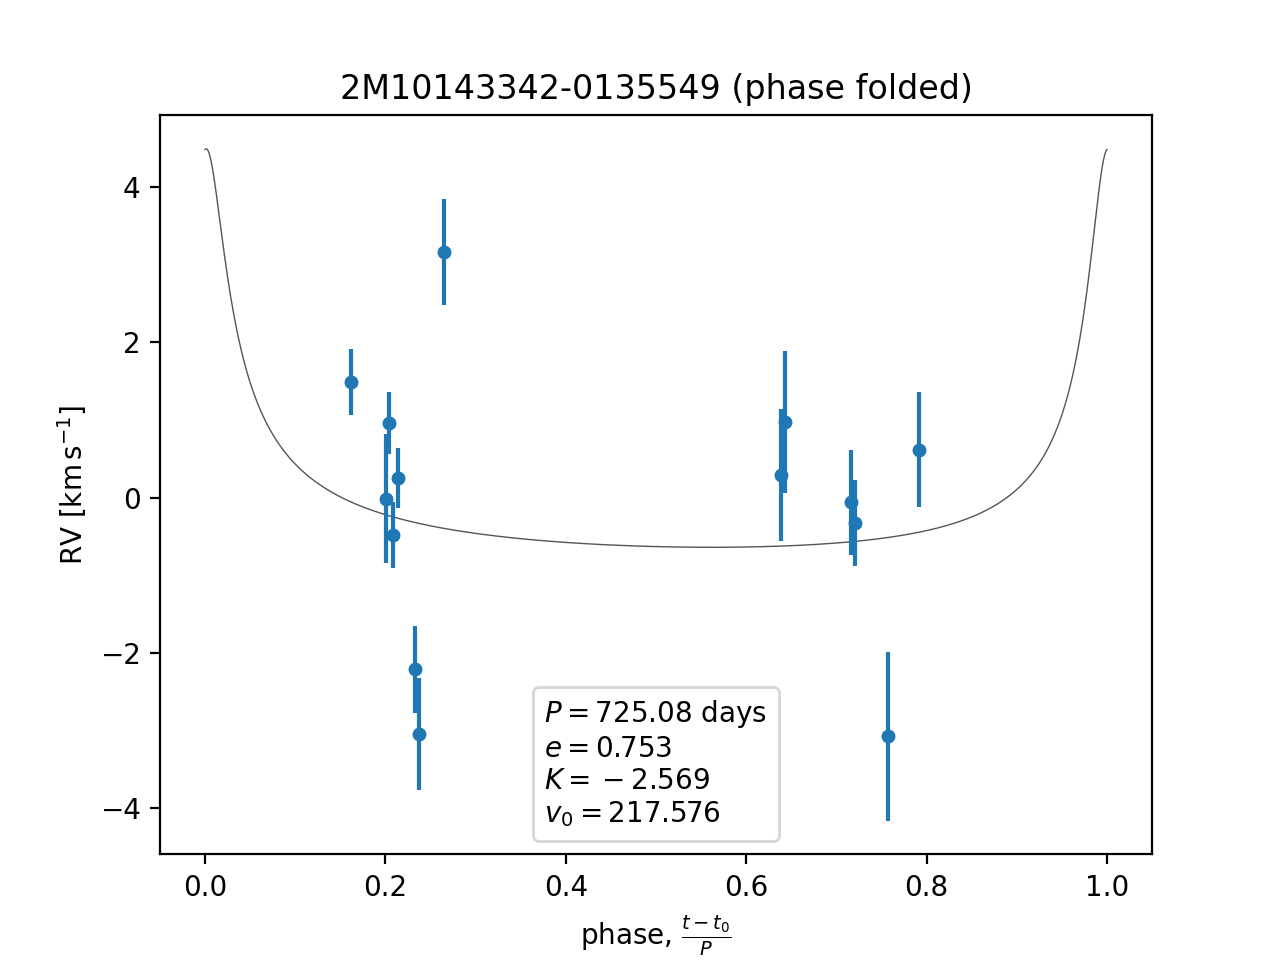 2M10143342-0135549 (phase folded)
4
2
0
−2
−4
RV [km s⁻¹]
P = 725.08 days
e = 0.753
K = −2.569
v₀ = 217.576
0.0 0.2 0.4 0.6 0.8 1.0
phase, (t − t₀)/P